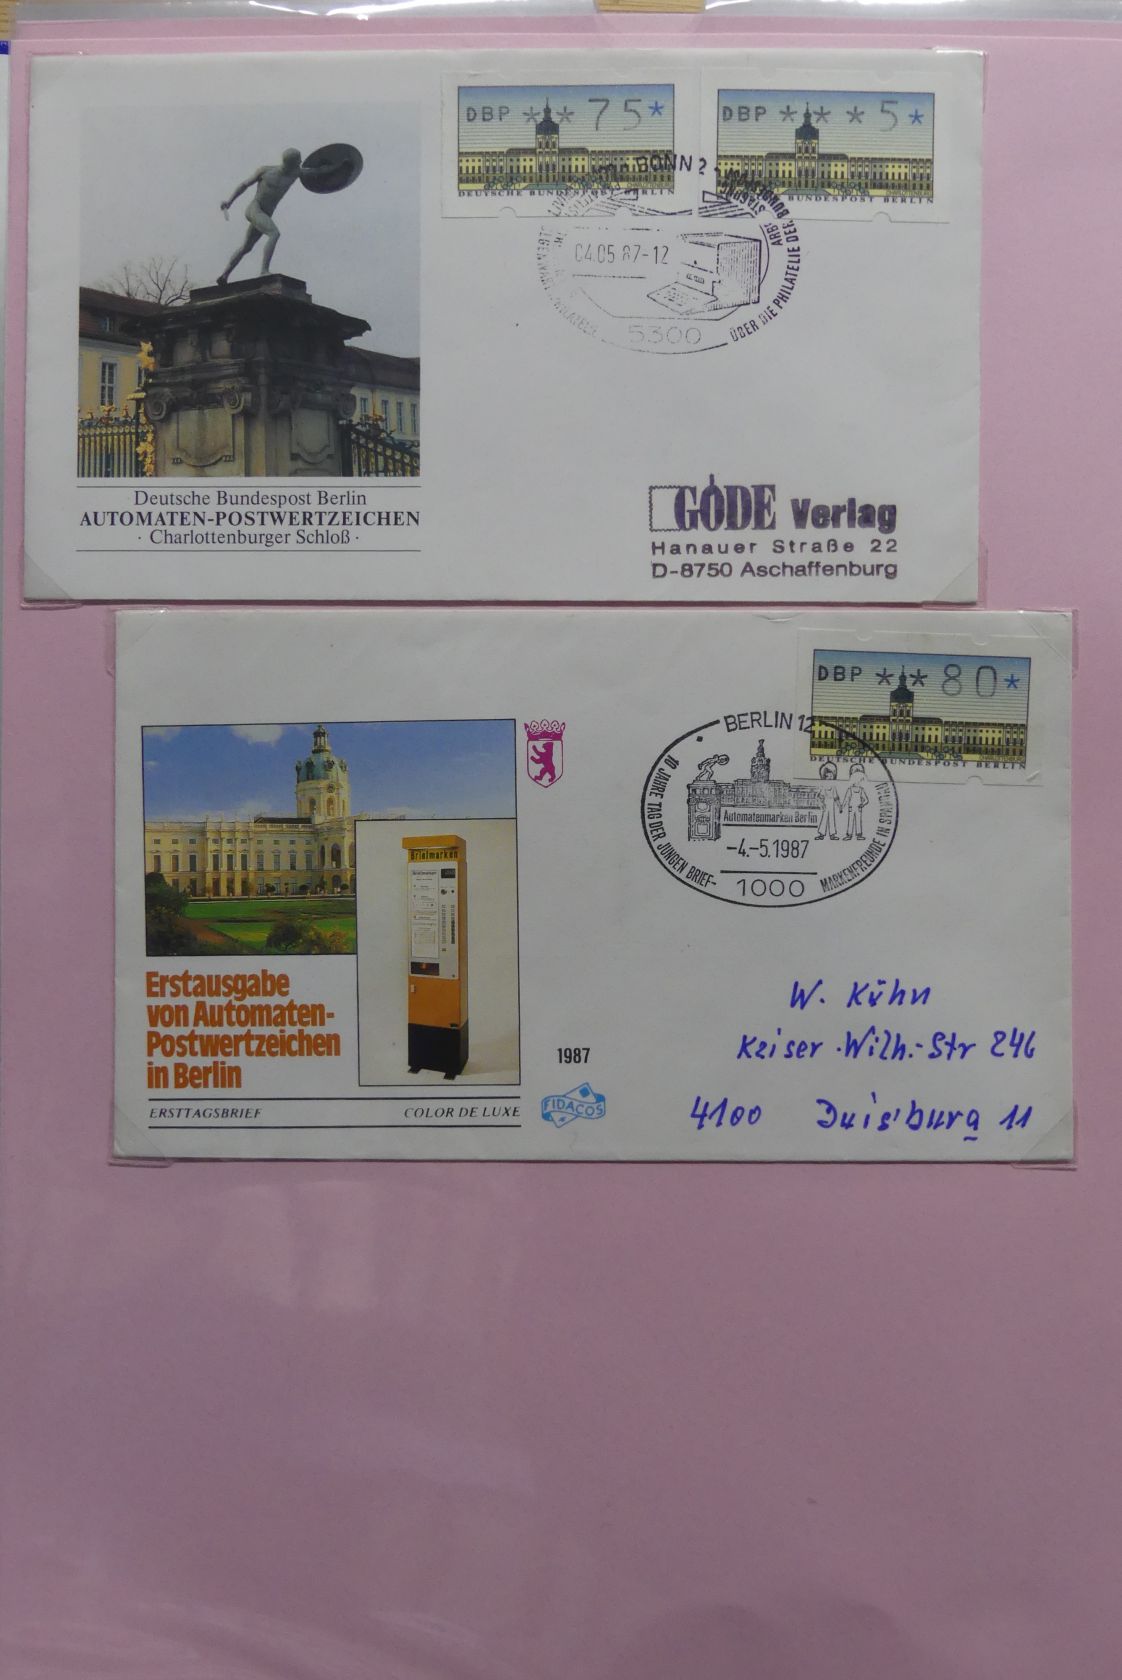 DBP ** 75*
DEUTSCHE BUNDESPOST BERLIN
DBP *** 5*
BUNDESPOST BERLIN
BONN 2
04.05 87-12
ÜBER DIE PHILATELIE DER
5300
Deutsche Bundespost Berlin
AUTOMATEN-POSTWERTZEICHEN
· Charlottenburger Schloß ·
GÖDE Verlag
Hanauer Straße 22
D-8750 Aschaffenburg
DBP ** 80*
DEUTSCHE BUNDESPOST BERLIN
BERLIN 12
10 JAHRE TAG DER JUNGEN BRIEF-
MARKENFREUNDE IN SPANDAU
Automatenmarken Berlin
-4.-5.1987
1000
Briefmarken
Erstausgabe
von Automaten-
Postwertzeichen
in Berlin
ERSTTAGSBRIEF
COLOR DE LUXE
1987
FIDACOS
W. Kühn
Keiser-Wilh.-Str 246
4100 Duisburg 11